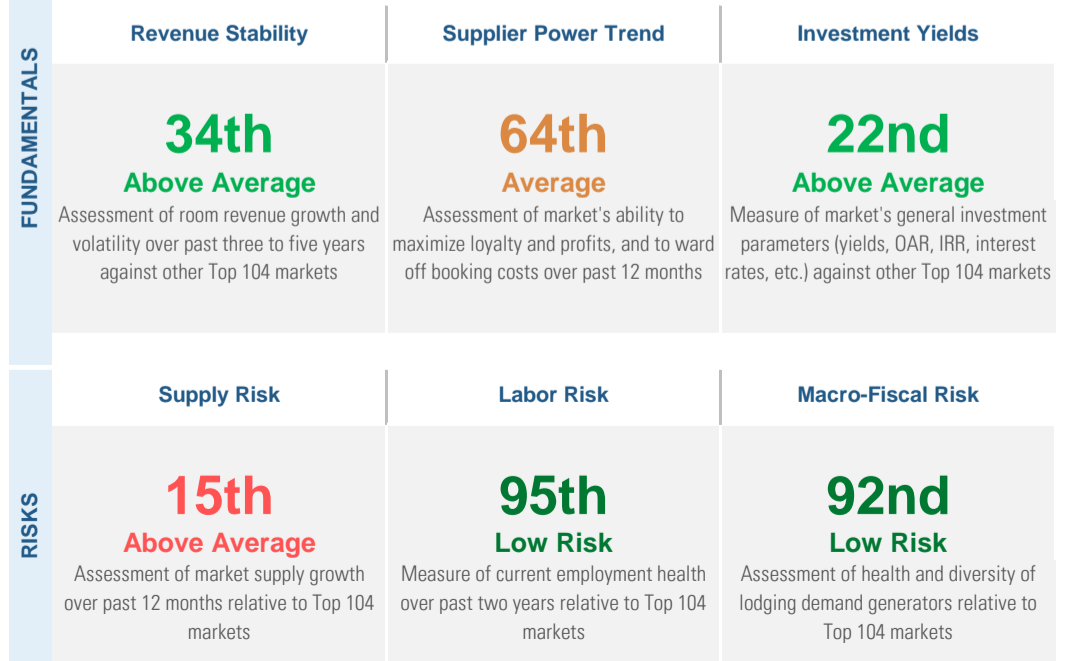 FUNDAMENTALS
Revenue Stability
34th
Above Average
Assessment of room revenue growth and
volatility over past three to five years
against other Top 104 markets
Supplier Power Trend
64th
Average
Assessment of market's ability to
maximize loyalty and profits, and to ward
off booking costs over past 12 months
Investment Yields
22nd
Above Average
Measure of market's general investment
parameters (yields, OAR, IRR, interest
rates, etc.) against other Top 104 markets
RISKS
Supply Risk
15th
Above Average
Assessment of market supply growth
over past 12 months relative to Top 104
markets
Labor Risk
95th
Low Risk
Measure of current employment health
over past two years relative to Top 104
markets
Macro-Fiscal Risk
92nd
Low Risk
Assessment of health and diversity of
lodging demand generators relative to
Top 104 markets